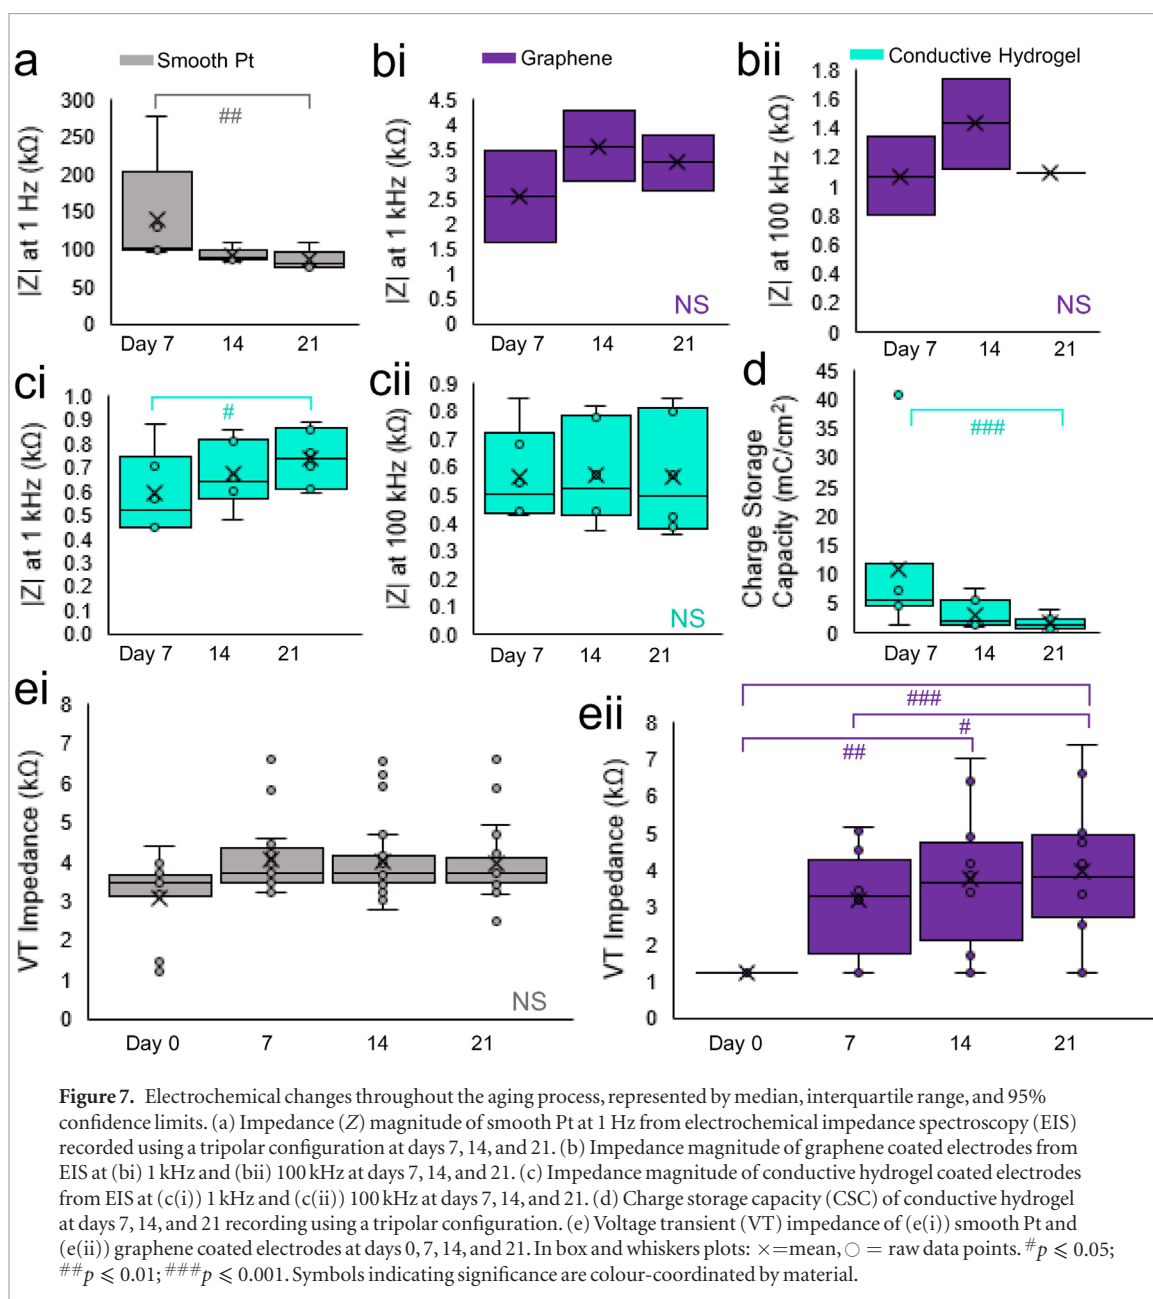 a
Smooth Pt
|Z| at 1 Hz (kΩ)
300
250
200
150
100
50
0
##
Day 7 14 21
bi
Graphene
|Z| at 1 kHz (kΩ)
4.5
4
3.5
3
2.5
2
1.5
1
0.5
0
NS
Day 7 14 21
bii
Conductive Hydrogel
|Z| at 100 kHz (kΩ)
1.8
1.6
1.4
1.2
1
0.8
0.6
0.4
0.2
0
NS
Day 7 14 21
ci
|Z| at 1 kHz (kΩ)
1.0
0.9
0.8
0.7
0.6
0.5
0.4
0.3
0.2
0.1
0.0
#
Day 7 14 21
cii
|Z| at 100 kHz (kΩ)
0.9
0.8
0.7
0.6
0.5
0.4
0.3
0.2
0.1
0.0
NS
Day 7 14 21
d
Charge Storage
Capacity (mC/cm²)
45
40
35
30
25
20
15
10
5
0
###
Day 7 14 21
ei
VT Impedance (kΩ)
8
7
6
5
4
3
2
1
0
NS
Day 0 7 14 21
eii
VT Impedance (kΩ)
8
7
6
5
4
3
2
1
0
###
#
##
Day 0 7 14 21
Figure 7. Electrochemical changes throughout the aging process, represented by median, interquartile range, and 95%
confidence limits. (a) Impedance (Z) magnitude of smooth Pt at 1 Hz from electrochemical impedance spectroscopy (EIS)
recorded using a tripolar configuration at days 7, 14, and 21. (b) Impedance magnitude of graphene coated electrodes from
EIS at (bi) 1 kHz and (bii) 100 kHz at days 7, 14, and 21. (c) Impedance magnitude of conductive hydrogel coated electrodes
from EIS at (c(i)) 1 kHz and (c(ii)) 100 kHz at days 7, 14, and 21. (d) Charge storage capacity (CSC) of conductive hydrogel
at days 7, 14, and 21 recording using a tripolar configuration. (e) Voltage transient (VT) impedance of (e(i)) smooth Pt and
(e(ii)) graphene coated electrodes at days 0, 7, 14, and 21. In box and whiskers plots: ×=mean, ○ = raw data points. #p ⩽ 0.05;
##p ⩽ 0.01; ###p ⩽ 0.001. Symbols indicating significance are colour-coordinated by material.